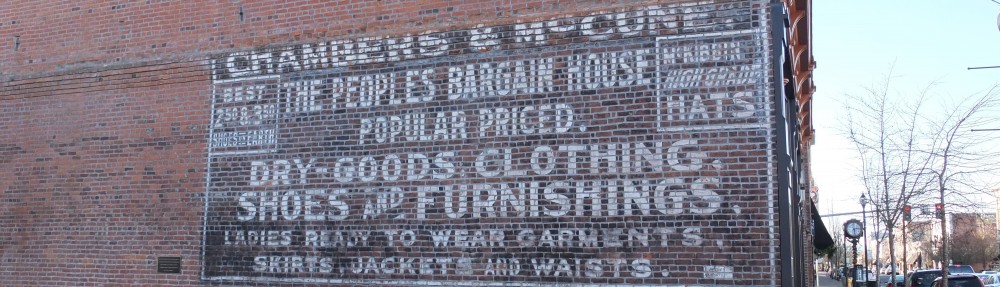 CHAMBERS & McCUNE
BEST
2.50 & 3.50
SHOES ON EARTH
THE PEOPLES BARGAIN HOUSE
HIGH GRADE
HATS
POPULAR PRICED.
DRY-GOODS. CLOTHING,
SHOES AND FURNISHINGS.
LADIES READY TO WEAR GARMENTS.
SKIRTS, JACKETS AND WAISTS.